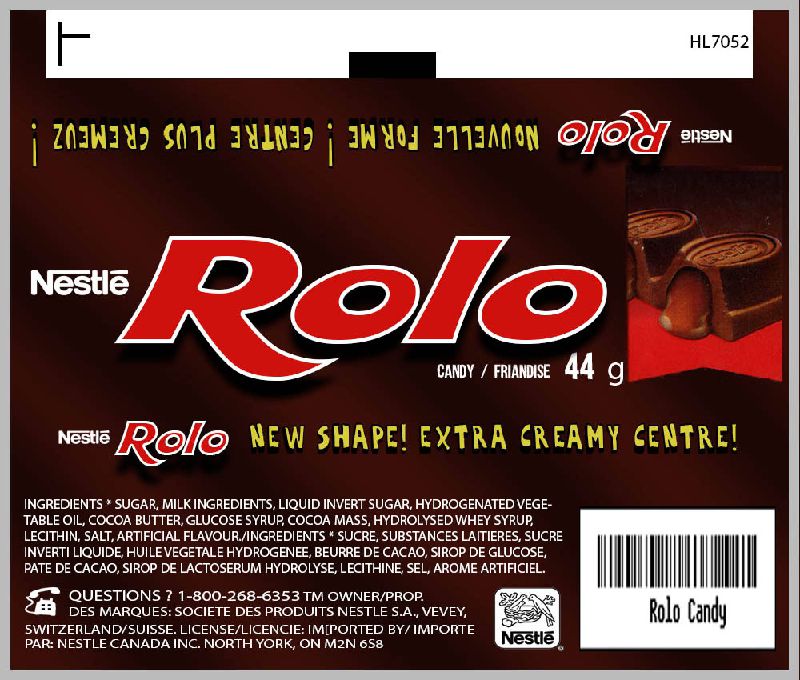 HL7052
Nestlé Rolo NOUVELLE FORME ! CENTRE PLUS CREMEUZ !
Nestlé Rolo
CANDY / FRIANDISE 44 g
Nestlé Rolo NEW SHAPE! EXTRA CREAMY CENTRE!
INGREDIENTS * SUGAR, MILK INGREDIENTS, LIQUID INVERT SUGAR, HYDROGENATED VEGE-
TABLE OIL, COCOA BUTTER, GLUCOSE SYRUP, COCOA MASS, HYDROLYSED WHEY SYRUP,
LECITHIN, SALT, ARTIFICIAL FLAVOUR./INGREDIENTS * SUCRE, SUBSTANCES LAITIERES, SUCRE
INVERTI LIQUIDE, HUILE VEGETALE HYDROGENEE, BEURRE DE CACAO, SIROP DE GLUCOSE,
PATE DE CACAO, SIROP DE LACTOSERUM HYDROLYSE, LECITHINE, SEL, AROME ARTIFICIEL.
QUESTIONS ? 1-800-268-6353 TM OWNER/PROP.
DES MARQUES: SOCIETE DES PRODUITS NESTLE S.A., VEVEY,
SWITZERLAND/SUISSE. LICENSE/LICENCIE: IM[PORTED BY/ IMPORTE
PAR: NESTLE CANADA INC. NORTH YORK, ON M2N 6S8
Nestlé
Rolo Candy